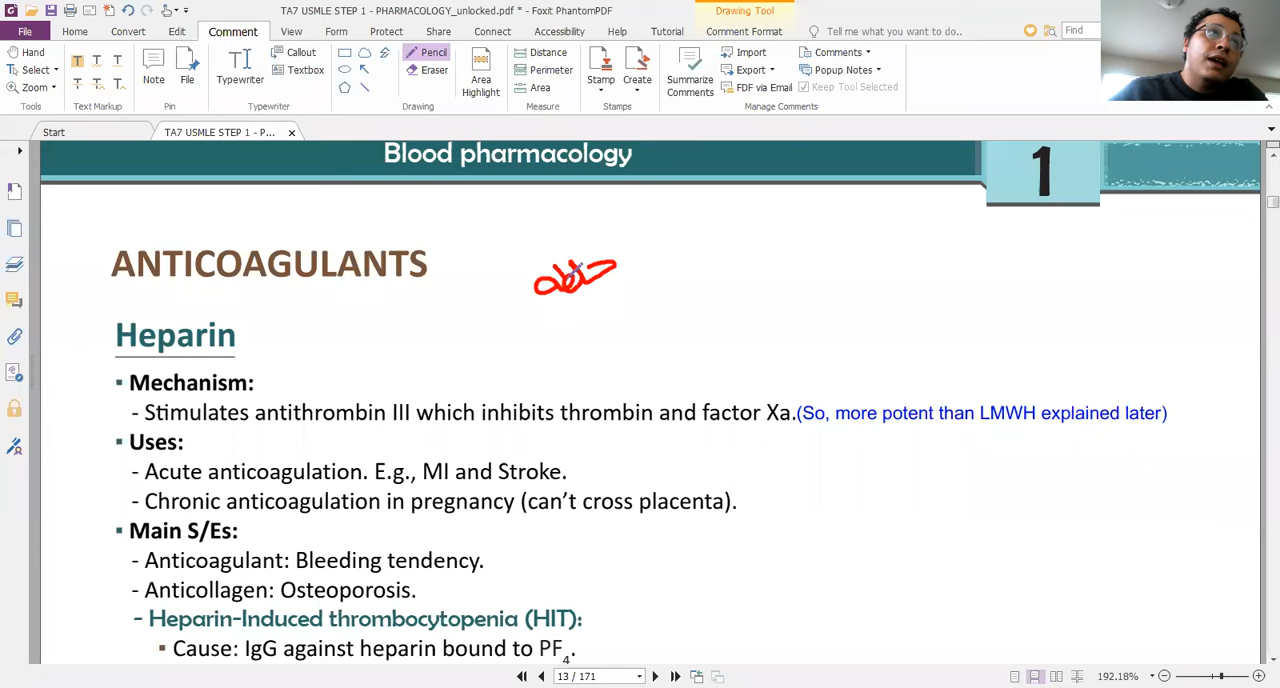 TA7 USMLE STEP 1 - PHARMACOLOGY_unlocked.pdf * - Foxit PhantomPDF
Drawing Tool
File Home Convert Edit Comment View Form Protect Share Connect Accessibility Help Tutorial Comment Format Tell me what you want to do.. Find
Hand
Select
Zoom
Tools
Text Markup
Note
File
Pin
Typewriter
Callout
Textbox
Typewriter
Pencil
Eraser
Drawing
Area
Highlight
Distance
Perimeter
Area
Measure
Stamp
Create
Stamps
Summarize
Comments
Import
Export
FDF via Email
Comments
Popup Notes
Keep Tool Selected
Manage Comments
Start
TA7 USMLE STEP 1 - P...
Blood pharmacology
1
ANTICOAGULANTS
Heparin
▪ Mechanism:
- Stimulates antithrombin III which inhibits thrombin and factor Xa.(So, more potent than LMWH explained later)
▪ Uses:
- Acute anticoagulation. E.g., MI and Stroke.
- Chronic anticoagulation in pregnancy (can't cross placenta).
▪ Main S/Es:
- Anticoagulant: Bleeding tendency.
- Anticollagen: Osteoporosis.
- Heparin-Induced thrombocytopenia (HIT):
▪ Cause: IgG against heparin bound to PF4.
13 / 171
192.18%